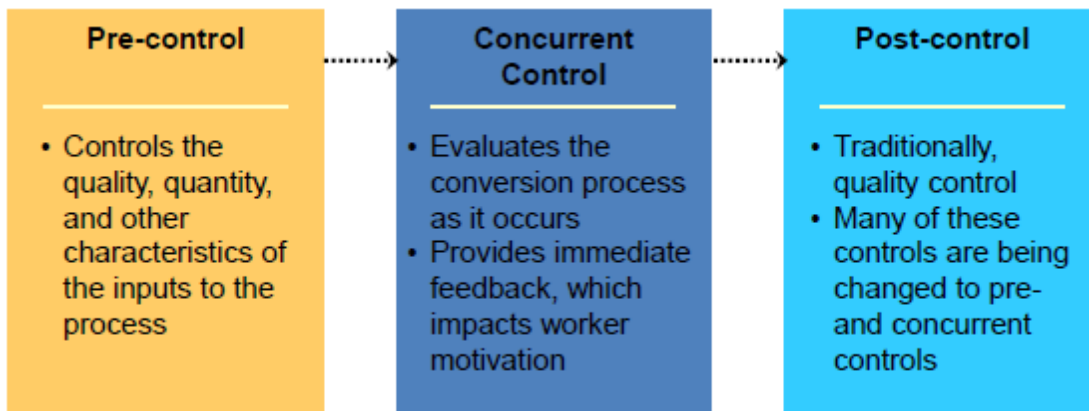 Pre-control
• Controls the
quality, quantity,
and other
characteristics of
the inputs to the
process
Concurrent
Control
• Evaluates the
conversion process
as it occurs
• Provides immediate
feedback, which
impacts worker
motivation
Post-control
• Traditionally,
quality control
• Many of these
controls are being
changed to pre-
and concurrent
controls